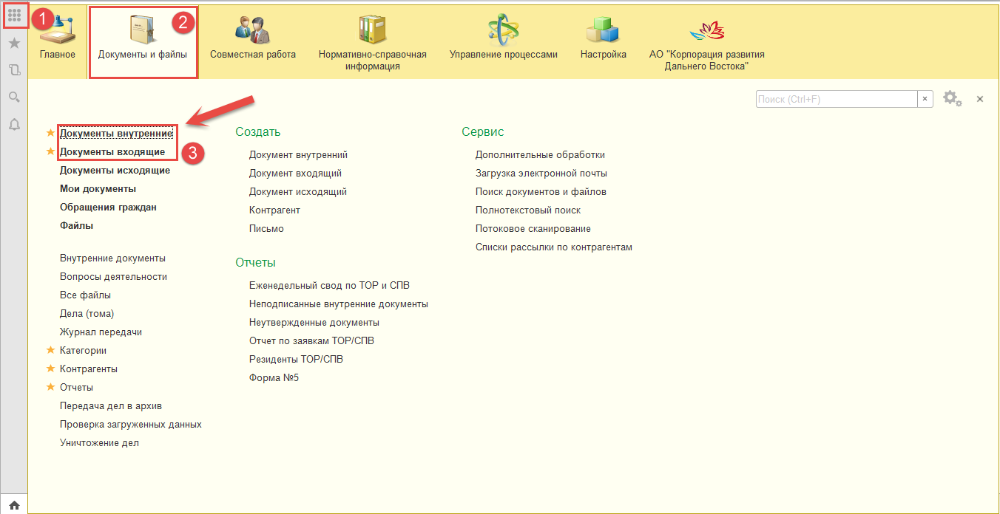 1
2
Главное
Документы и файлы
Совместная работа
Нормативно-справочная
информация
Управление процессами
Настройка
АО "Корпорация развития
Дальнего Востока"
Поиск (Ctrl+F)
Документы внутренние
Документы входящие
3
Документы исходящие
Мои документы
Обращения граждан
Файлы
Внутренние документы
Вопросы деятельности
Все файлы
Дела (тома)
Журнал передачи
Категории
Контрагенты
Отчеты
Передача дел в архив
Проверка загруженных данных
Уничтожение дел
Создать
Документ внутренний
Документ входящий
Документ исходящий
Контрагент
Письмо
Отчеты
Еженедельный свод по ТОР и СПВ
Неподписанные внутренние документы
Неутвержденные документы
Отчет по заявкам ТОР/СПВ
Резиденты ТОР/СПВ
Форма №5
Сервис
Дополнительные обработки
Загрузка электронной почты
Поиск документов и файлов
Полнотекстовый поиск
Потоковое сканирование
Списки рассылки по контрагентам